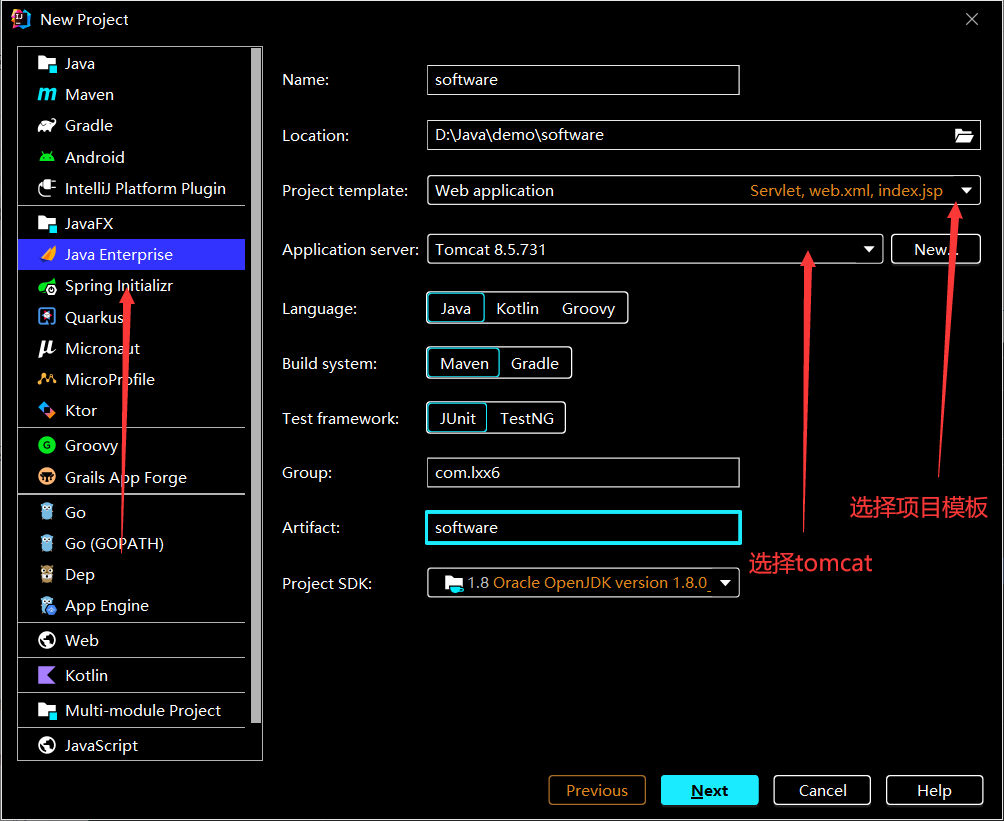 New Project
Java
Maven
Gradle
Android
IntelliJ Platform Plugin
JavaFX
Java Enterprise
Spring Initializr
Quarkus
Micronaut
MicroProfile
Ktor
Groovy
Grails App Forge
Go
Go (GOPATH)
Dep
App Engine
Web
Kotlin
Multi-module Project
JavaScript
Name: software
Location: D:\Java\demo\software
Project template: Web application Servlet, web.xml, index.jsp
Application server: Tomcat 8.5.731 New...
Language: Java Kotlin Groovy
Build system: Maven Gradle
Test framework: JUnit TestNG
Group: com.lxx6
选择项目模板
Artifact: software
选择tomcat
Project SDK: 1.8 Oracle OpenJDK version 1.8.0_
Previous Next Cancel Help